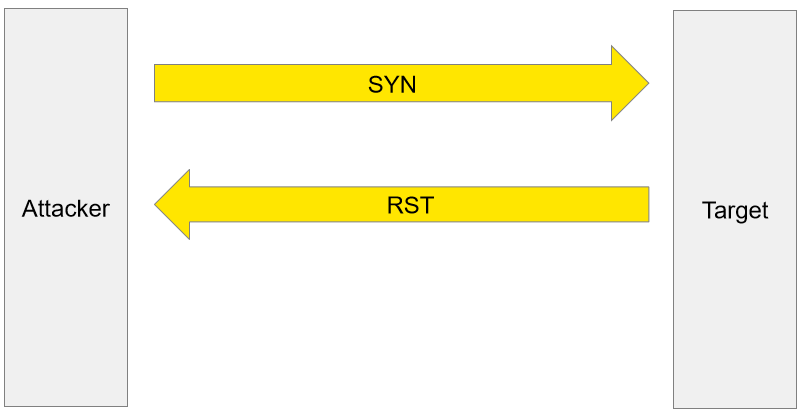 SYN
RST
Attacker
Target